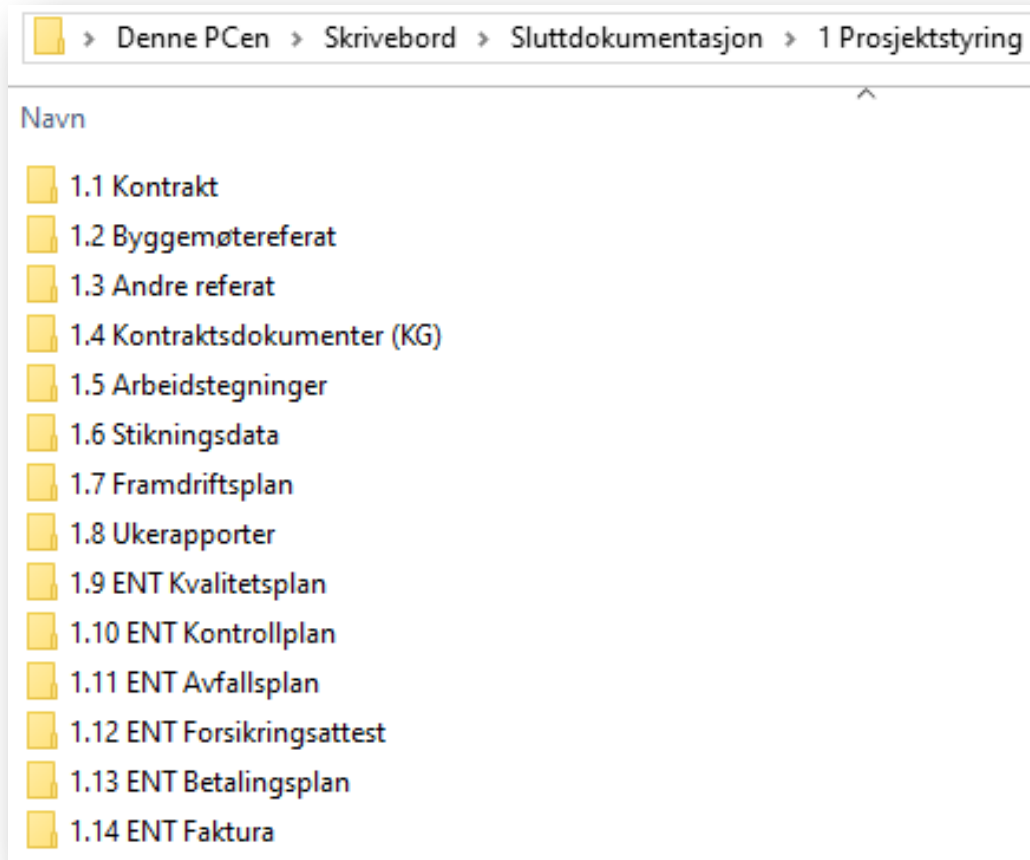 > Denne PCen > Skrivebord > Sluttdokumentasjon > 1 Prosjektstyring
Navn
1.1 Kontrakt
1.2 Byggemøtereferat
1.3 Andre referat
1.4 Kontraktsdokumenter (KG)
1.5 Arbeidstegninger
1.6 Stikningsdata
1.7 Framdriftsplan
1.8 Ukerapporter
1.9 ENT Kvalitetsplan
1.10 ENT Kontrollplan
1.11 ENT Avfallsplan
1.12 ENT Forsikringsattest
1.13 ENT Betalingsplan
1.14 ENT Faktura